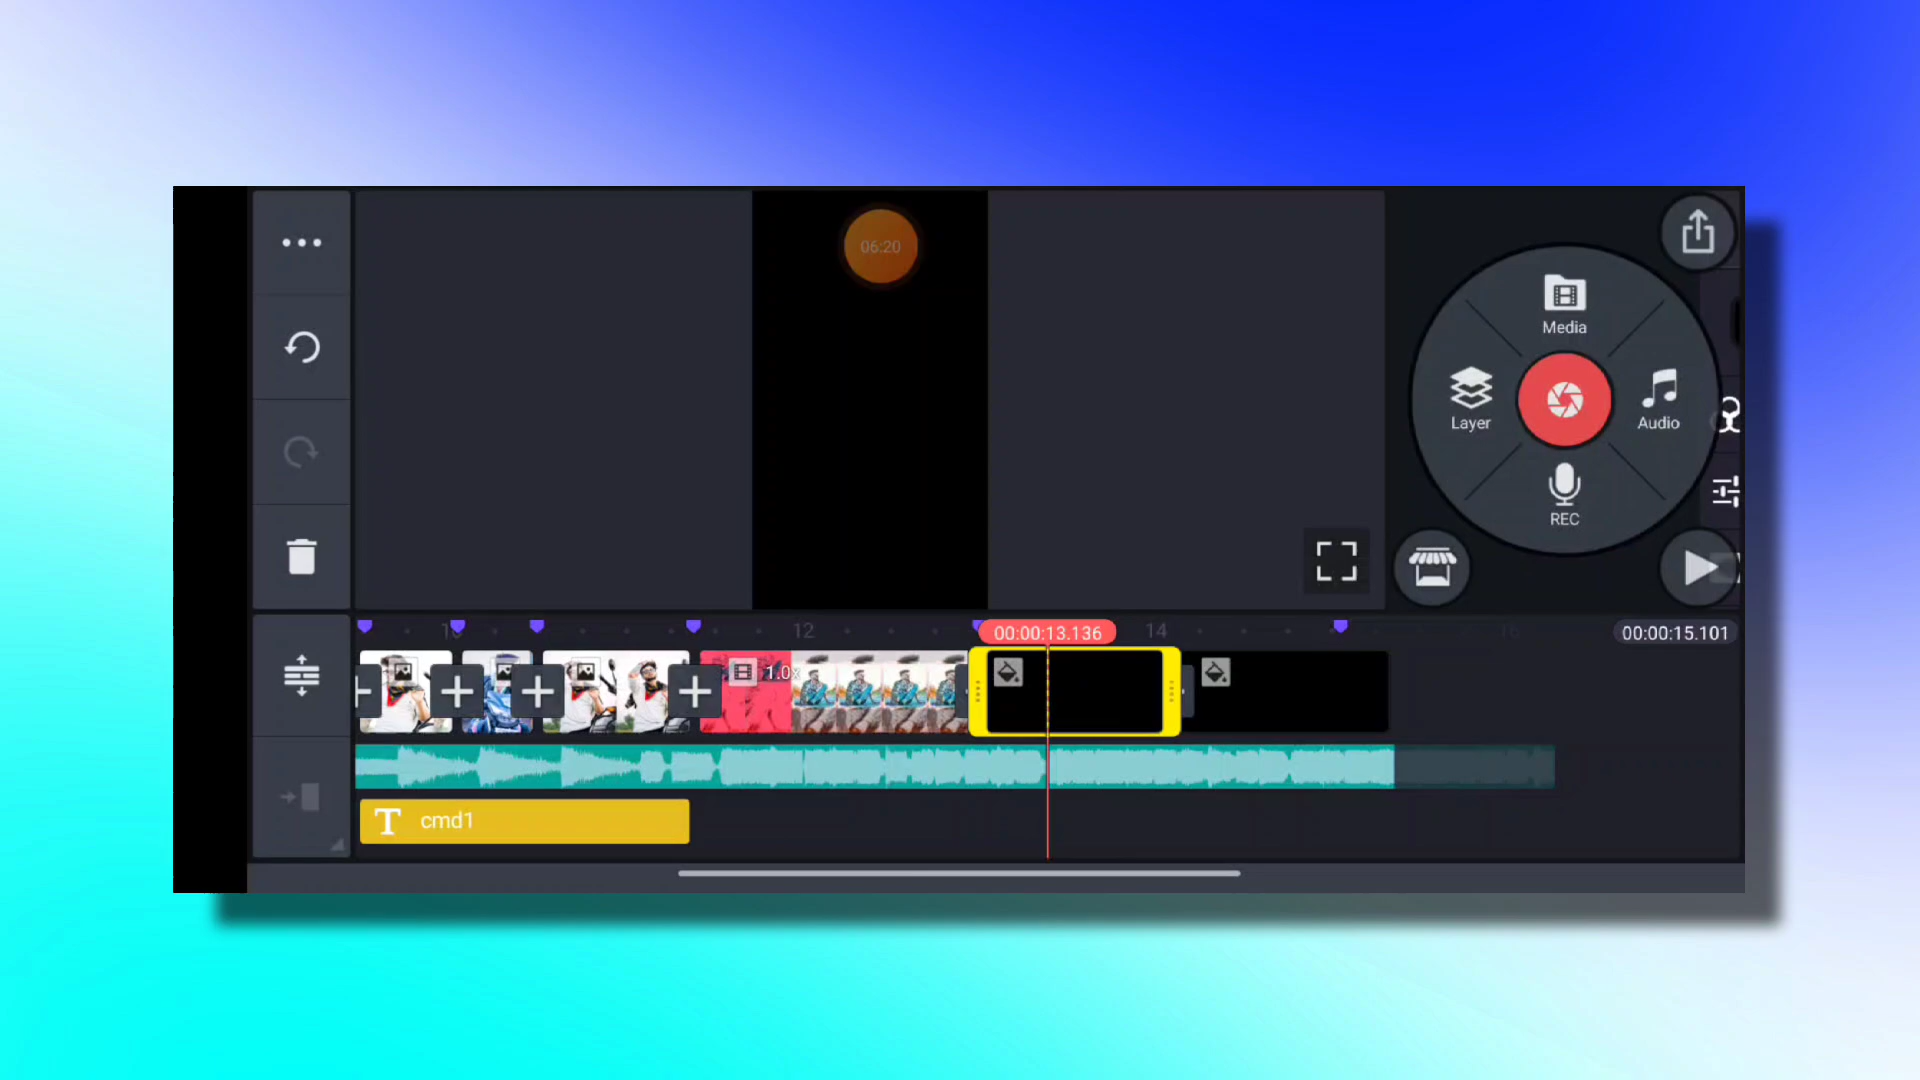 06:20
Media
Layer
Audio
REC
12
00:00:13.136
14
16
00:00:15.101
1.0x
T cmd1